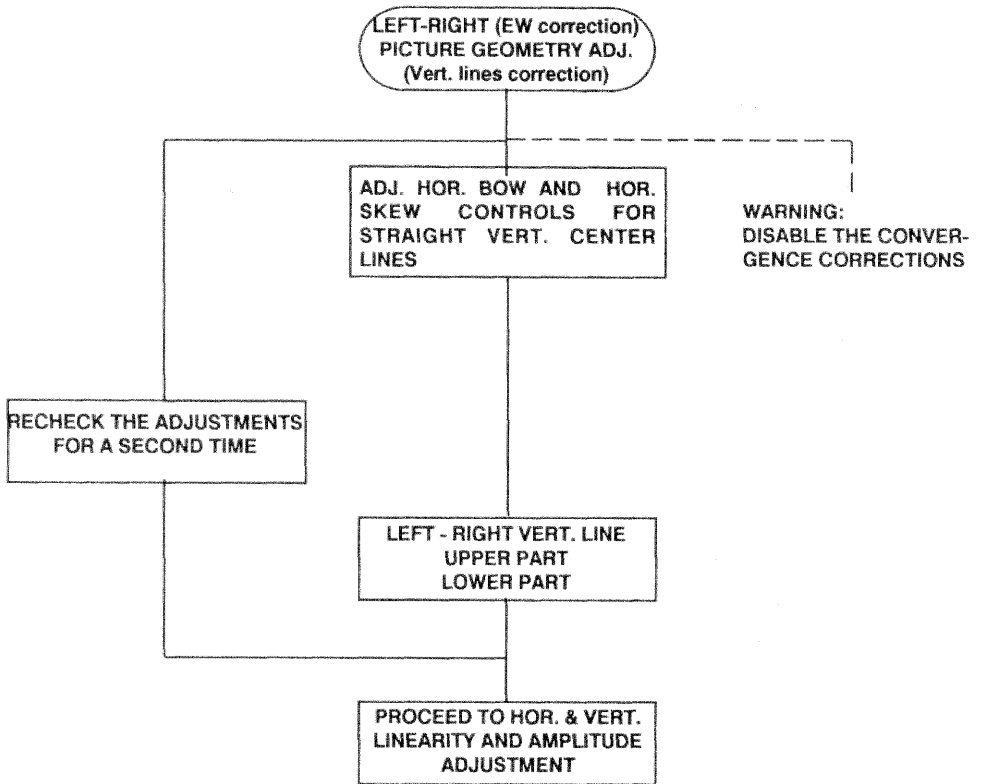 LEFT-RIGHT (EW correction)
PICTURE GEOMETRY ADJ.
(Vert. lines correction)
ADJ. HOR. BOW AND HOR.
SKEW CONTROLS FOR
STRAIGHT VERT. CENTER
LINES
WARNING:
DISABLE THE CONVER-
GENCE CORRECTIONS
RECHECK THE ADJUSTMENTS
FOR A SECOND TIME
LEFT - RIGHT VERT. LINE
UPPER PART
LOWER PART
PROCEED TO HOR. & VERT.
LINEARITY AND AMPLITUDE
ADJUSTMENT